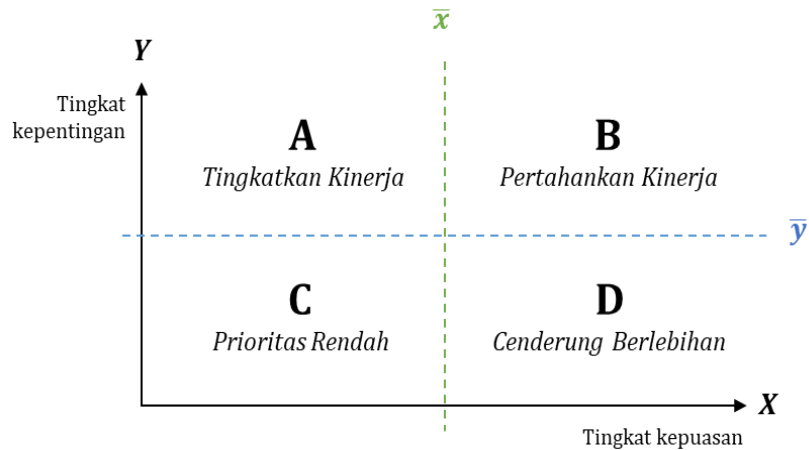 x̅
Y
Tingkat
kepentingan
A
Tingkatkan Kinerja
B
Pertahankan Kinerja
y̅
C
Prioritas Rendah
D
Cenderung Berlebihan
X
Tingkat kepuasan